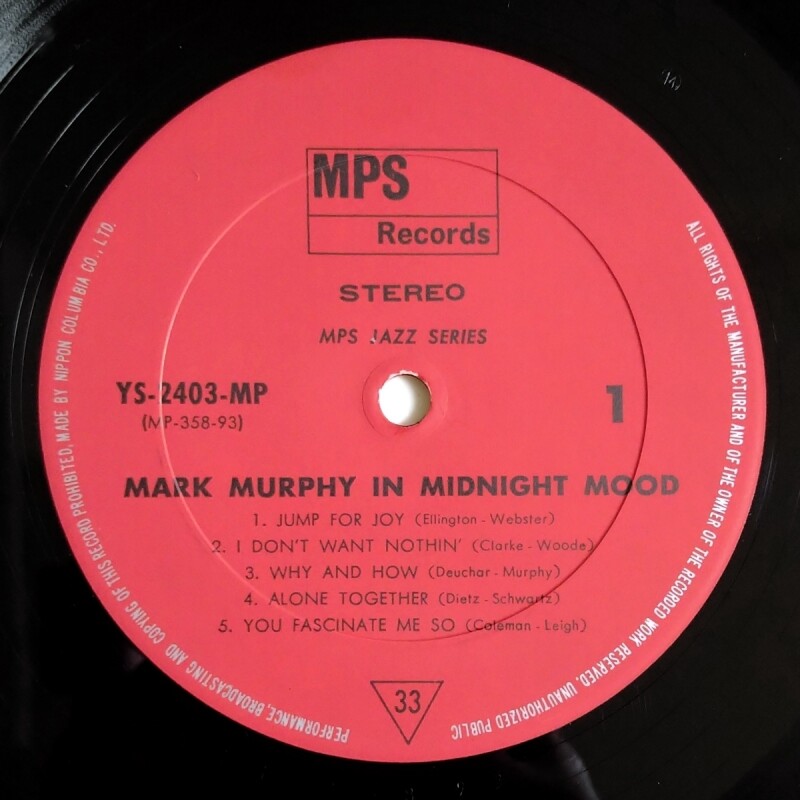 MPS
Records
STEREO
MPS JAZZ SERIES
YS-2403-MP
(MP-358-93)
1
MARK MURPHY IN MIDNIGHT MOOD
1. JUMP FOR JOY (Ellington - Webster)
2. I DON'T WANT NOTHIN' (Clarke - Woode)
3. WHY AND HOW (Deuchar - Murphy)
4. ALONE TOGETHER (Dietz - Schwartz)
5. YOU FASCINATE ME SO (Coleman - Leigh)
33
ALL RIGHTS OF THE MANUFACTURER AND OF THE OWNER OF THE RECORDED WORK RESERVED. UNAUTHORIZED PUBLIC
PERFORMANCE, BROADCASTING AND COPYING OF THIS RECORD PROHIBITED, MADE BY NIPPON COLUMBIA CO., LTD.